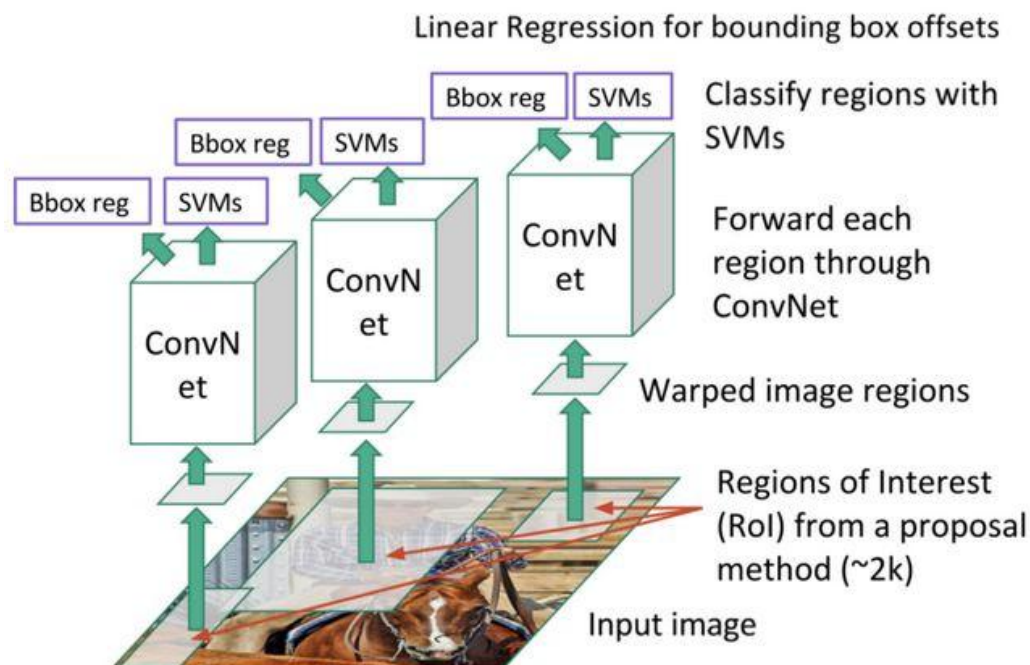 Linear Regression for bounding box offsets
Bbox reg
SVMs
Classify regions with
SVMs
Bbox reg
SVMs
Bbox reg
SVMs
ConvN
et
Forward each
region through
ConvNet
ConvN
et
ConvN
et
Warped image regions
Regions of Interest
(RoI) from a proposal
method (~2k)
Input image